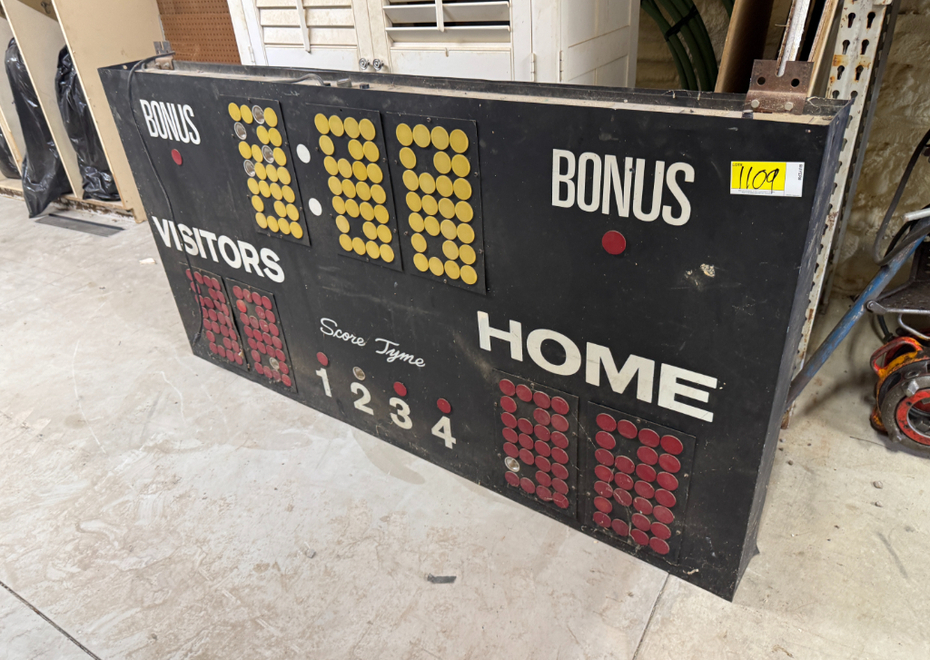 BONUS
:
BONUS
1109
VISITORS
HOME
Score Tyme
1 2 3 4